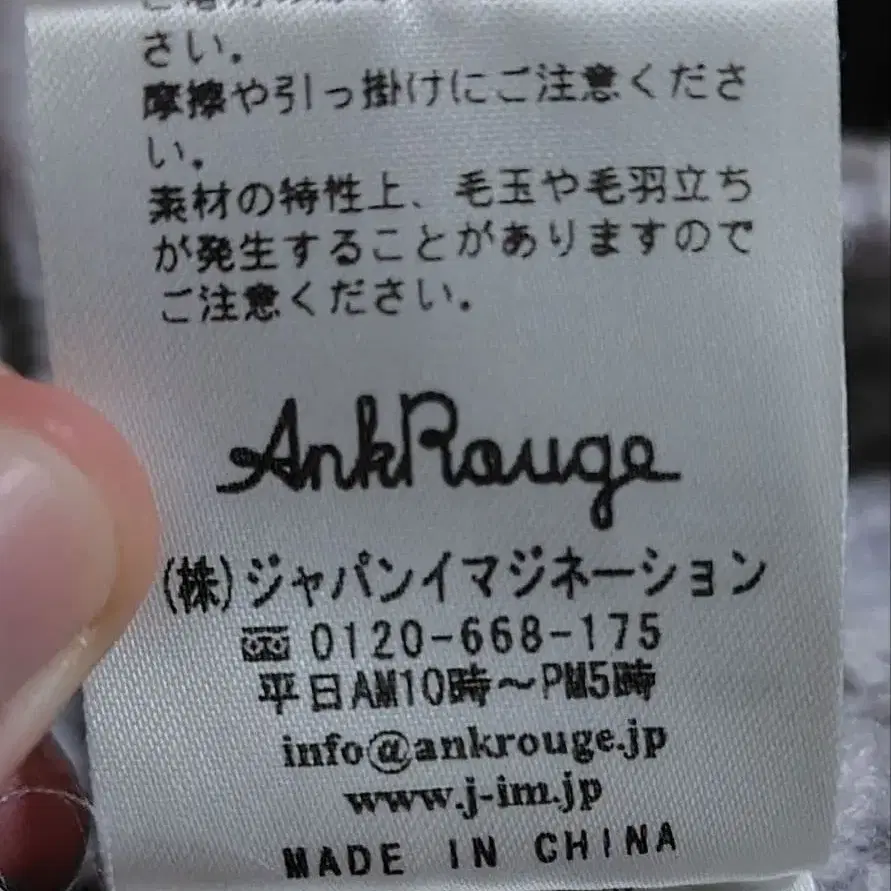 さい。
摩擦や引っ掛けにご注意くださ
い。
素材の特性上、毛玉や毛羽立ち
が発生することがありますので
ご注意ください。
AnkRouge
(株)ジャパンイマジネーション
0120-668-175
平日AM10時～PM5時
info@ankrouge.jp
www.j-im.jp
MADE IN CHINA